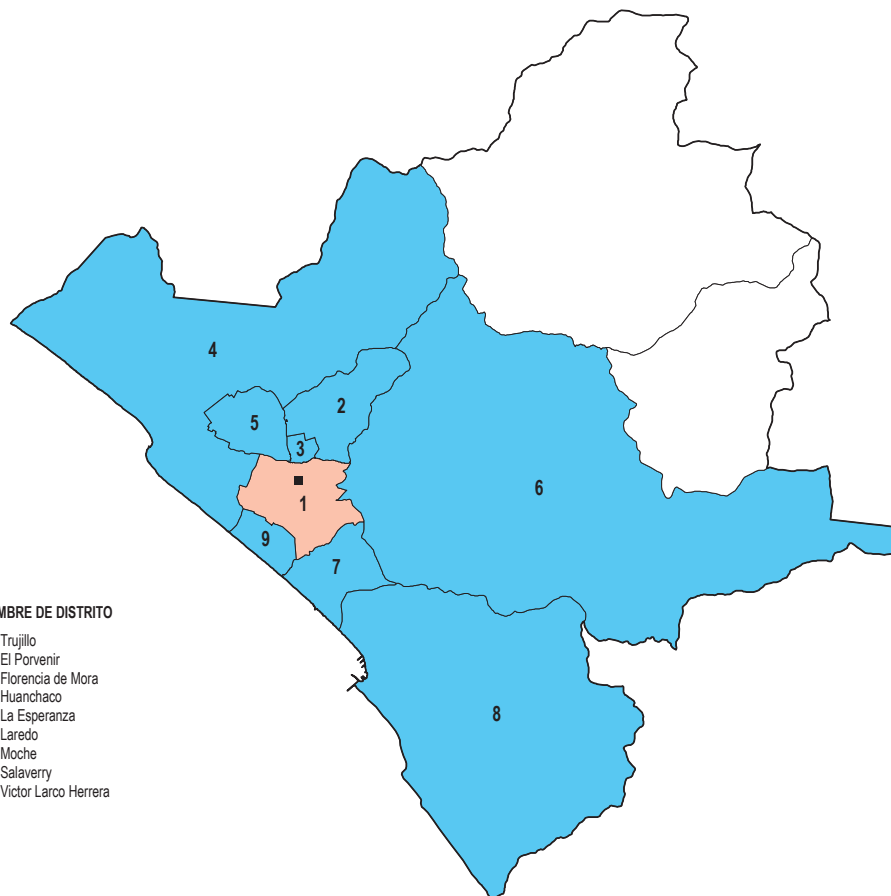 4
2
5
3
6
1
9
7
MBRE DE DISTRITO
Trujillo
El Porvenir
Florencia de Mora
Huanchaco
La Esperanza
Laredo
Moche
8
Salaverry
Victor Larco Herrera